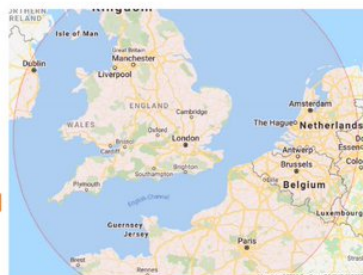 Kingdom
Isle of Man
Great Britain
Manchester
Dublin
Liverpool
ENGLAND
WALES
Cambridge
Amsterdam
The Hague
Netherlands
Oxford
Bristol
Cardiff
London
Antwerp
Essen
Southampton
Brighton
Brussels
Plymouth
Belgium
English Channel
Guernsey
Jersey
Luxembourg
Paris
Brest
Rennes